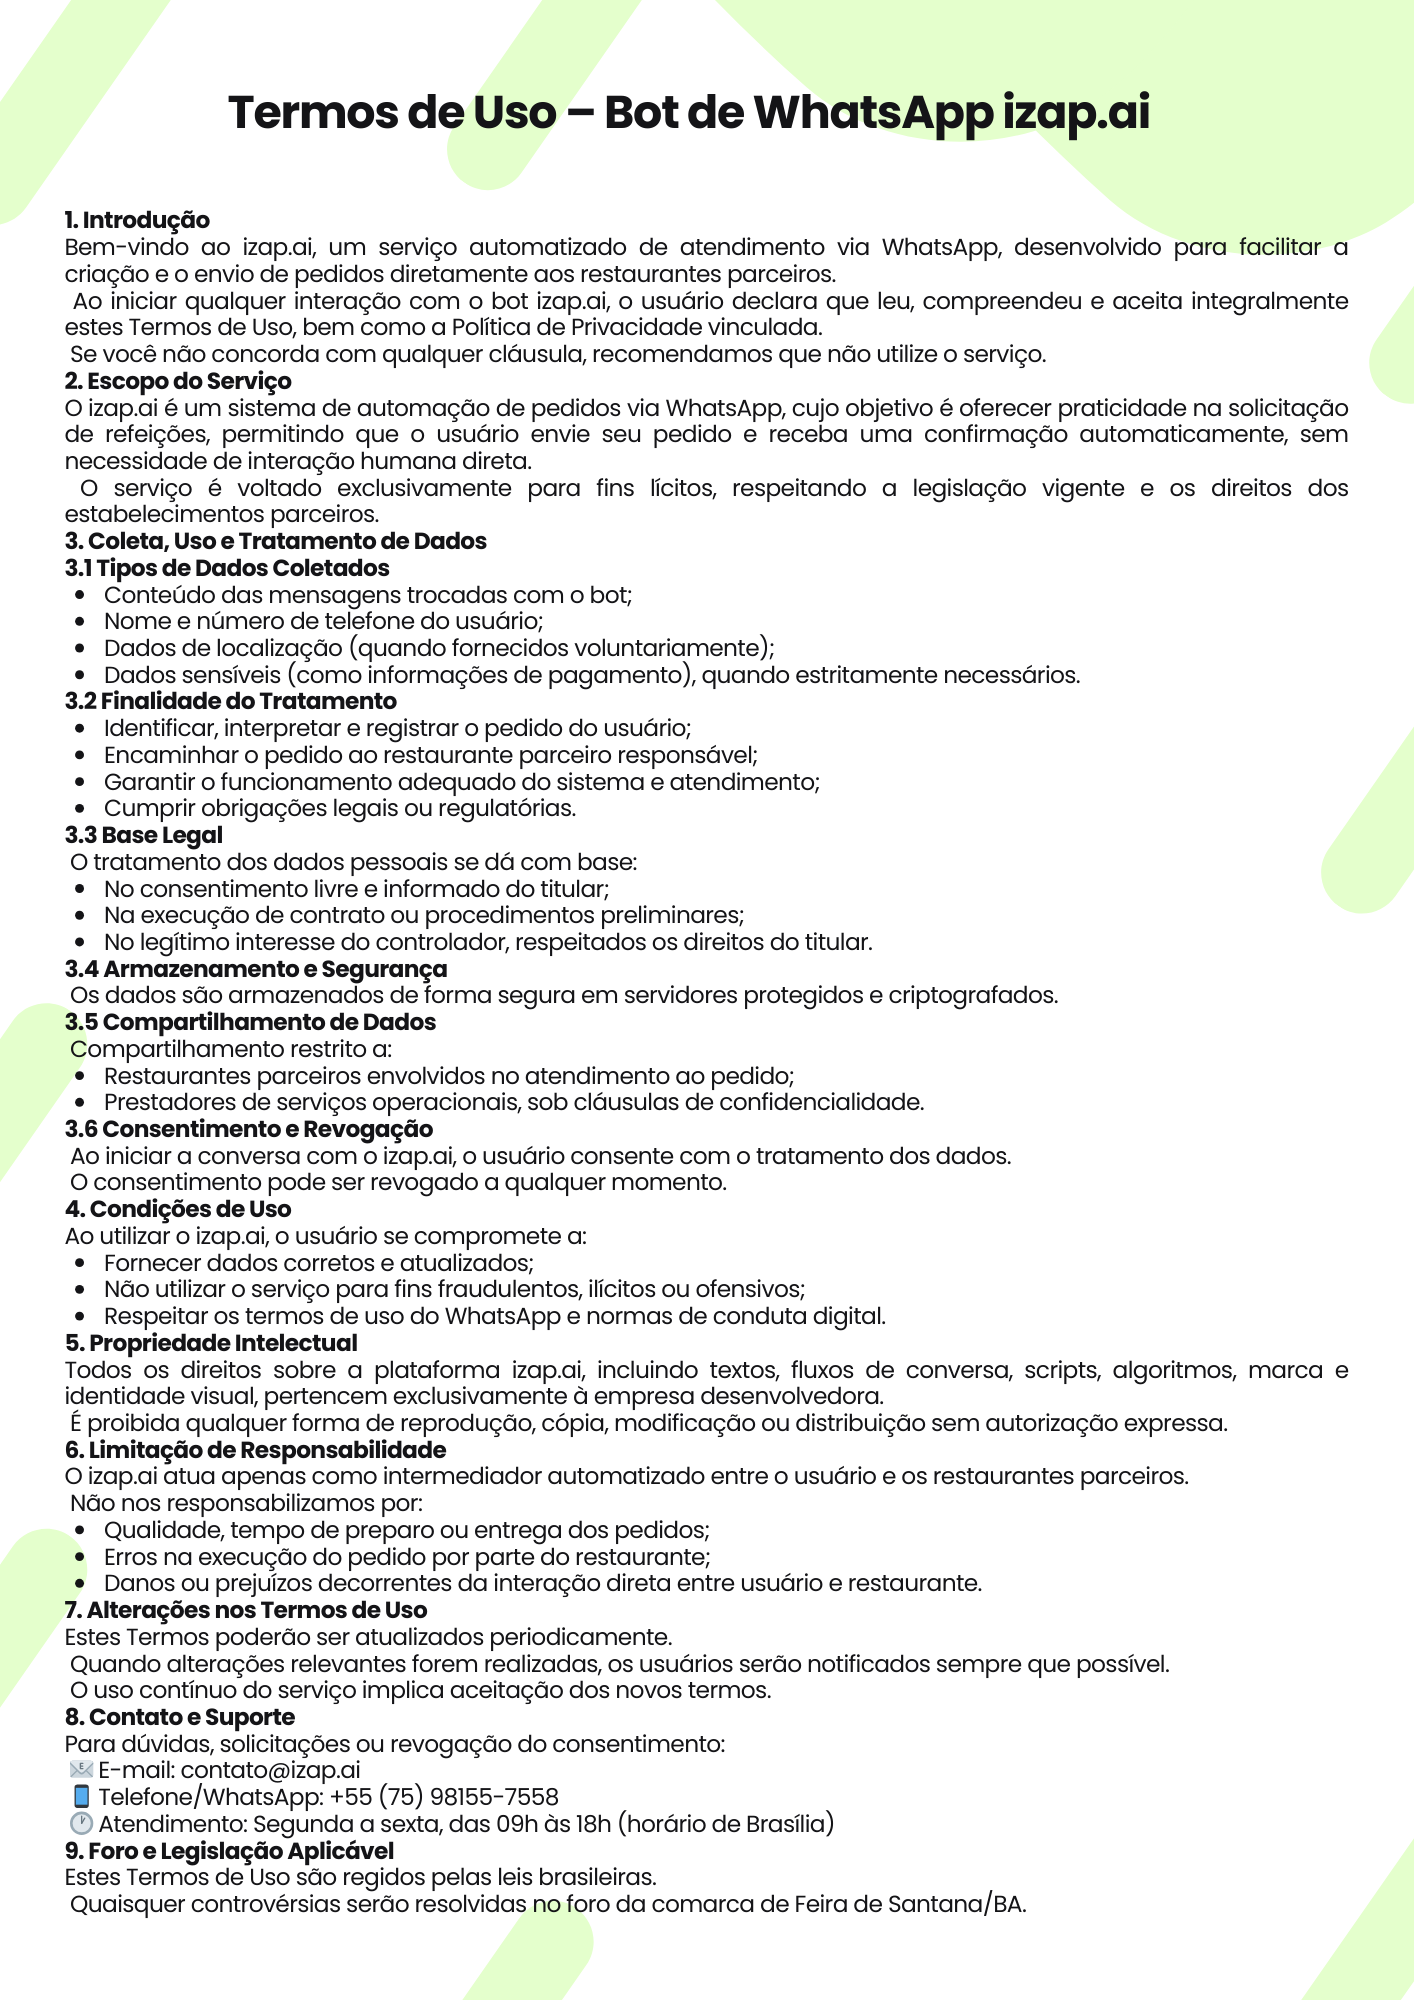 Termos de Uso – Bot de WhatsApp izap.ai
1. Introdução
Bem-vindo ao izap.ai, um serviço automatizado de atendimento via WhatsApp, desenvolvido para facilitar a
criação e o envio de pedidos diretamente aos restaurantes parceiros.
Ao iniciar qualquer interação com o bot izap.ai, o usuário declara que leu, compreendeu e aceita integralmente
estes Termos de Uso, bem como a Política de Privacidade vinculada.
Se você não concorda com qualquer cláusula, recomendamos que não utilize o serviço.
2. Escopo do Serviço
O izap.ai é um sistema de automação de pedidos via WhatsApp, cujo objetivo é oferecer praticidade na solicitação
de refeições, permitindo que o usuário envie seu pedido e receba uma confirmação automaticamente, sem
necessidade de interação humana direta.
O serviço é voltado exclusivamente para fins lícitos, respeitando a legislação vigente e os direitos dos
estabelecimentos parceiros.
3. Coleta, Uso e Tratamento de Dados
3.1 Tipos de Dados Coletados
• Conteúdo das mensagens trocadas com o bot;
• Nome e número de telefone do usuário;
• Dados de localização (quando fornecidos voluntariamente);
• Dados sensíveis (como informações de pagamento), quando estritamente necessários.
3.2 Finalidade do Tratamento
• Identificar, interpretar e registrar o pedido do usuário;
• Encaminhar o pedido ao restaurante parceiro responsável;
• Garantir o funcionamento adequado do sistema e atendimento;
• Cumprir obrigações legais ou regulatórias.
3.3 Base Legal
O tratamento dos dados pessoais se dá com base:
• No consentimento livre e informado do titular;
• Na execução de contrato ou procedimentos preliminares;
• No legítimo interesse do controlador, respeitados os direitos do titular.
3.4 Armazenamento e Segurança
Os dados são armazenados de forma segura em servidores protegidos e criptografados.
3.5 Compartilhamento de Dados
Compartilhamento restrito a:
• Restaurantes parceiros envolvidos no atendimento ao pedido;
• Prestadores de serviços operacionais, sob cláusulas de confidencialidade.
3.6 Consentimento e Revogação
Ao iniciar a conversa com o izap.ai, o usuário consente com o tratamento dos dados.
O consentimento pode ser revogado a qualquer momento.
4. Condições de Uso
Ao utilizar o izap.ai, o usuário se compromete a:
• Fornecer dados corretos e atualizados;
• Não utilizar o serviço para fins fraudulentos, ilícitos ou ofensivos;
• Respeitar os termos de uso do WhatsApp e normas de conduta digital.
5. Propriedade Intelectual
Todos os direitos sobre a plataforma izap.ai, incluindo textos, fluxos de conversa, scripts, algoritmos, marca e
identidade visual, pertencem exclusivamente à empresa desenvolvedora.
É proibida qualquer forma de reprodução, cópia, modificação ou distribuição sem autorização expressa.
6. Limitação de Responsabilidade
O izap.ai atua apenas como intermediador automatizado entre o usuário e os restaurantes parceiros.
Não nos responsabilizamos por:
• Qualidade, tempo de preparo ou entrega dos pedidos;
• Erros na execução do pedido por parte do restaurante;
• Danos ou prejuízos decorrentes da interação direta entre usuário e restaurante.
7. Alterações nos Termos de Uso
Estes Termos poderão ser atualizados periodicamente.
Quando alterações relevantes forem realizadas, os usuários serão notificados sempre que possível.
O uso contínuo do serviço implica aceitação dos novos termos.
8. Contato e Suporte
Para dúvidas, solicitações ou revogação do consentimento:
📧 E-mail: contato@izap.ai
📱 Telefone/WhatsApp: +55 (75) 98155-7558
🕐 Atendimento: Segunda a sexta, das 09h às 18h (horário de Brasília)
9. Foro e Legislação Aplicável
Estes Termos de Uso são regidos pelas leis brasileiras.
Quaisquer controvérsias serão resolvidas no foro da comarca de Feira de Santana/BA.